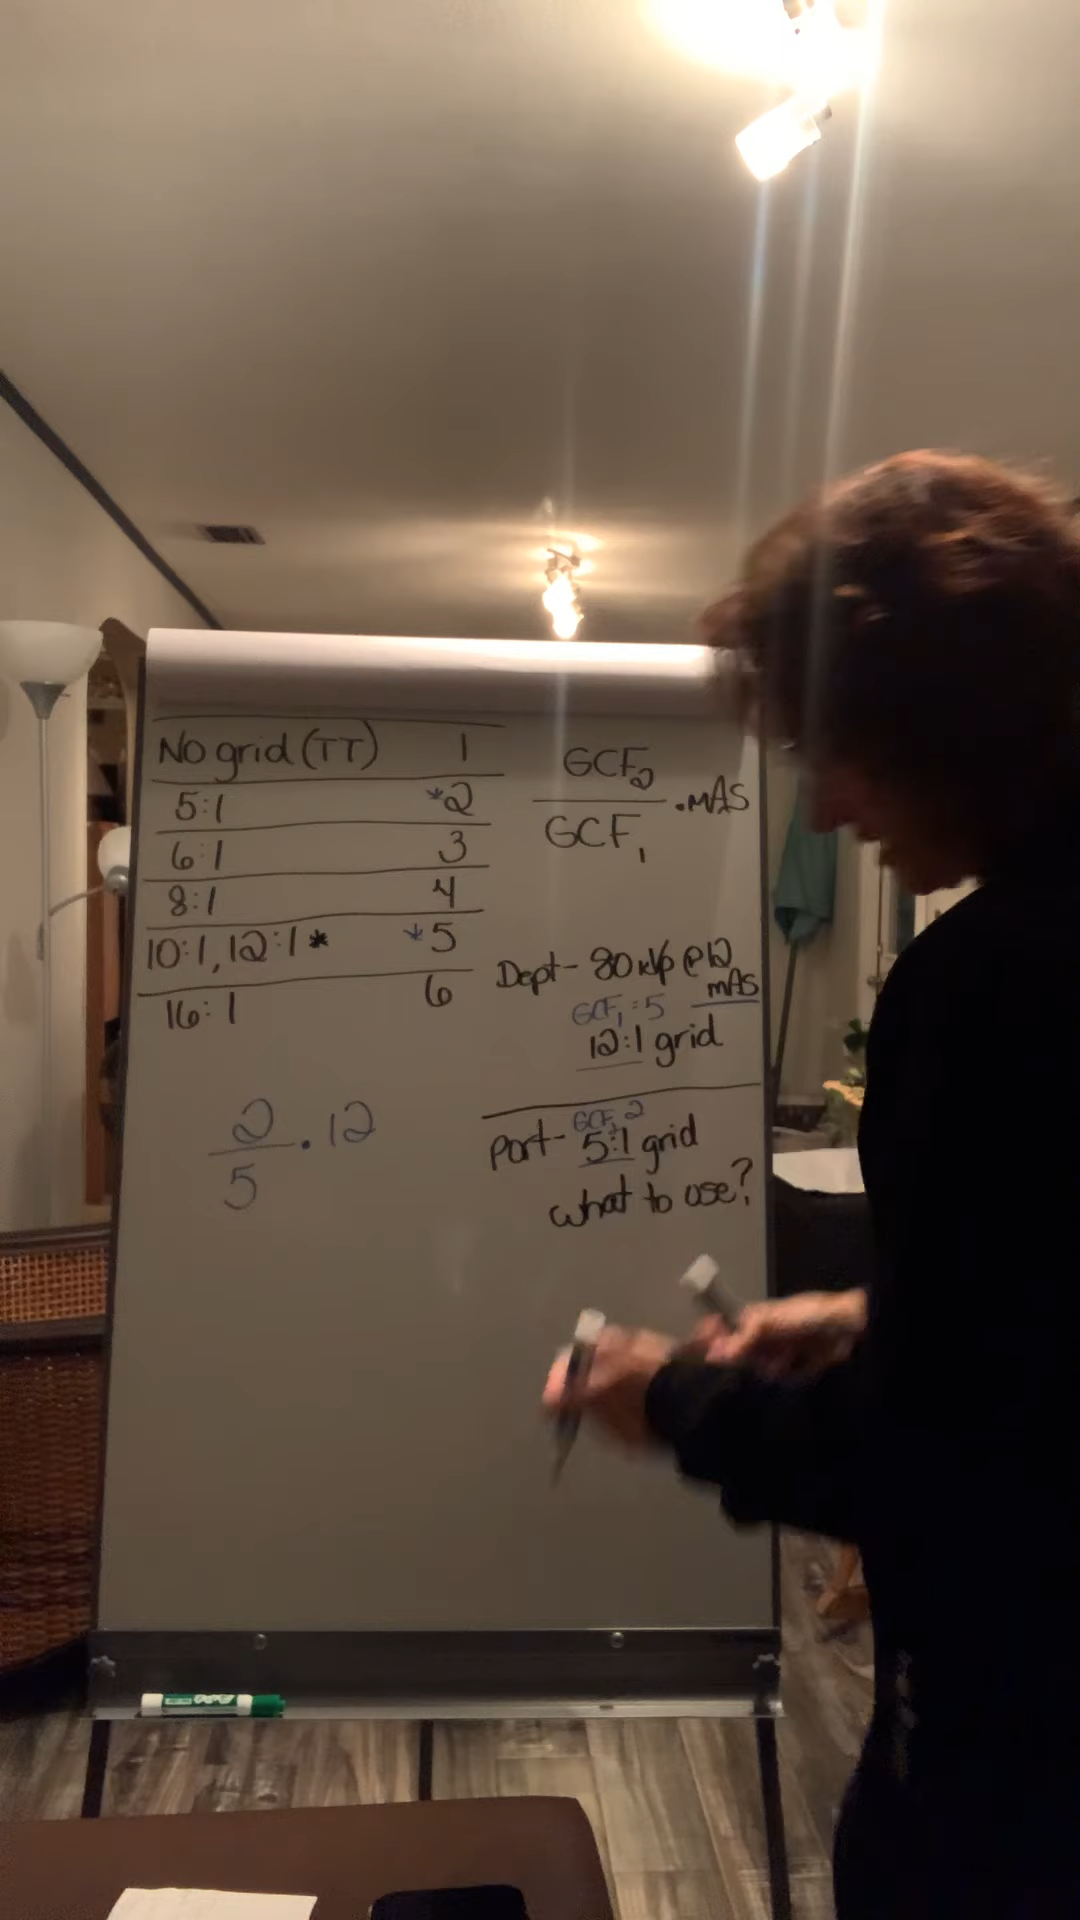 No grid (TT) 1
5:1 *2
6:1 3
8:1 4
10:1, 12:1* *5
16:1 6
GCF₂
GCF₁ · mAS
Dept- 80 kVp @ 12
mAS
GCF₁ = 5
12:1 grid
GCF₂ 2
Port- 5:1 grid
what to use?
2
5 · 12